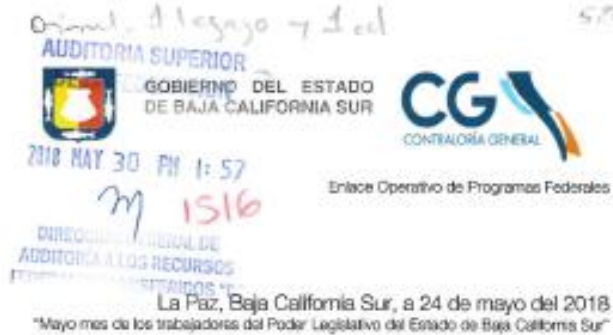 1 legajo y 1 cd
AUDITORIA SUPERIOR
GOBIERNO DEL ESTADO
DE BAJA CALIFORNIA SUR
CG
CONTRALORÍA GENERAL
2018 MAY 30 PM 1:57
1516
Enlace Operativo de Programas Federales
DIRECCION GENERAL DE
AUDITORIA A LOS RECURSOS
La Paz, Baja California Sur, a 24 de mayo del 2018
"Mayo mes de los trabajadores del Poder Legislativo del Estado de Baja California Sur"